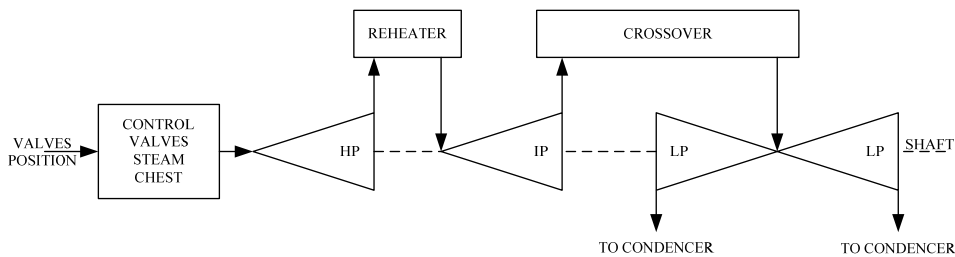 REHEATER
CROSSOVER
VALVES
POSITION
CONTROL
VALVES
STEAM
CHEST
HP
IP
LP
LP
SHAFT
TO CONDENCER
TO CONDENCER